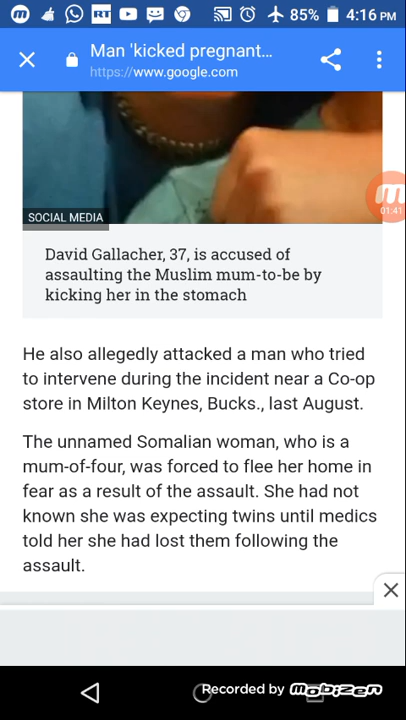 RT
85%
4:16 PM
Man 'kicked pregnant...
https://www.google.com
01:41
SOCIAL MEDIA
David Gallacher, 37, is accused of
assaulting the Muslim mum-to-be by
kicking her in the stomach
He also allegedly attacked a man who tried
to intervene during the incident near a Co-op
store in Milton Keynes, Bucks., last August.
The unnamed Somalian woman, who is a
mum-of-four, was forced to flee her home in
fear as a result of the assault. She had not
known she was expecting twins until medics
told her she had lost them following the
assault.
Recorded by mobizen